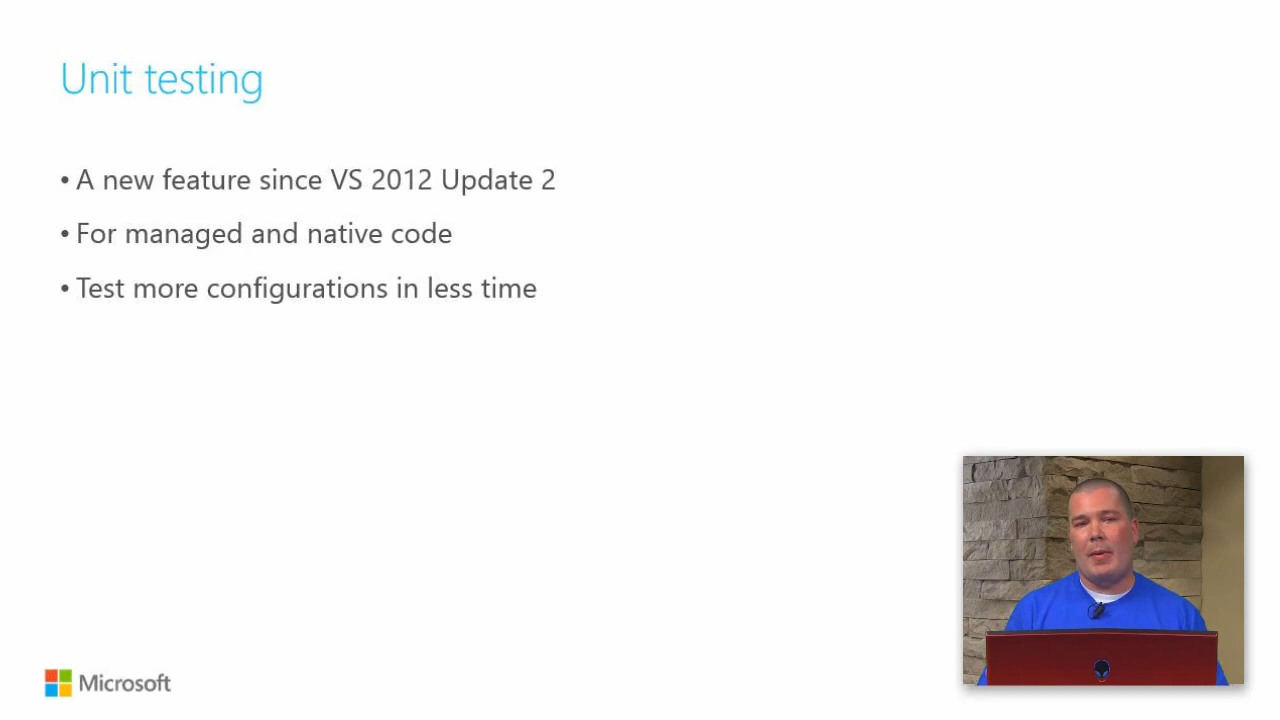 Unit testing
• A new feature since VS 2012 Update 2
• For managed and native code
• Test more configurations in less time
Microsoft